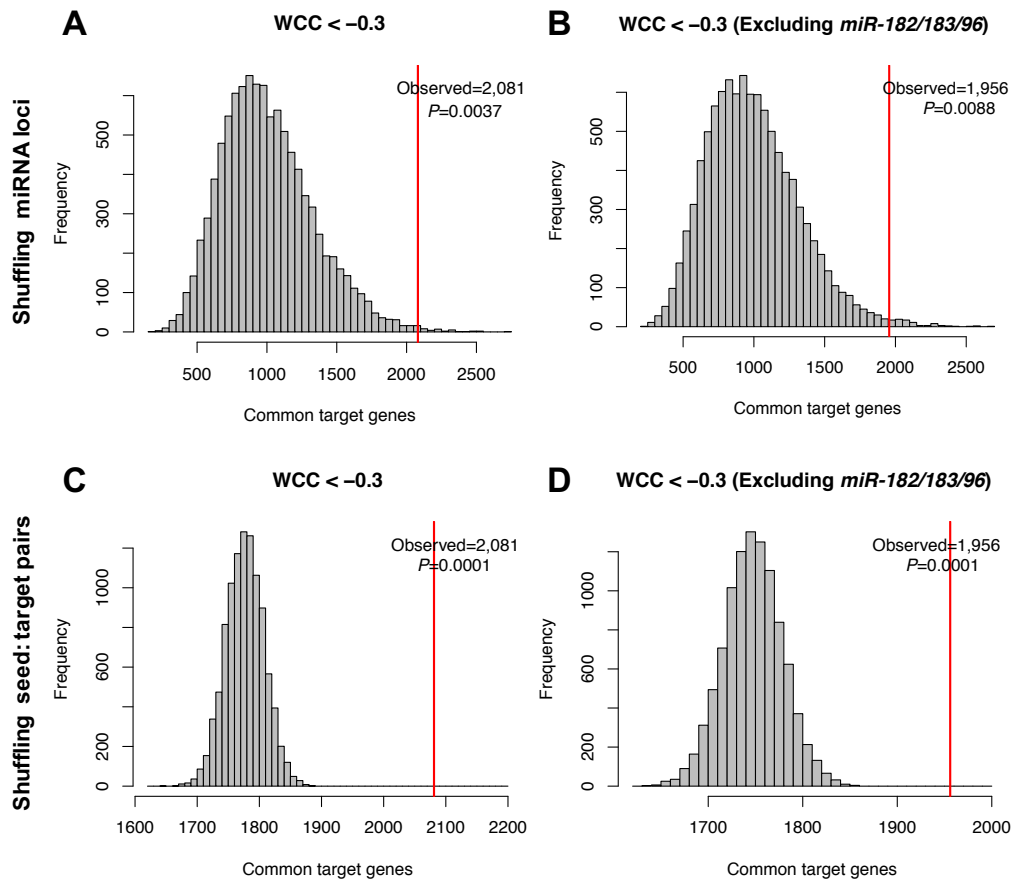 A
WCC < −0.3
Observed=2,081
P=0.0037
Shuffling miRNA loci
Frequency
0
100
300
500
500
1000
1500
2000
2500
Common target genes
B
WCC < −0.3 (Excluding miR-182/183/96)
Observed=1,956
P=0.0088
Frequency
0
100
300
500
500
1000
1500
2000
2500
Common target genes
C
WCC < −0.3
Observed=2,081
P=0.0001
Shuffling seed:target pairs
Frequency
0
200
600
1000
1600
1700
1800
1900
2000
2100
2200
Common target genes
D
WCC < −0.3 (Excluding miR-182/183/96)
Observed=1,956
P=0.0001
Frequency
0
200
600
1000
1700
1800
1900
2000
Common target genes